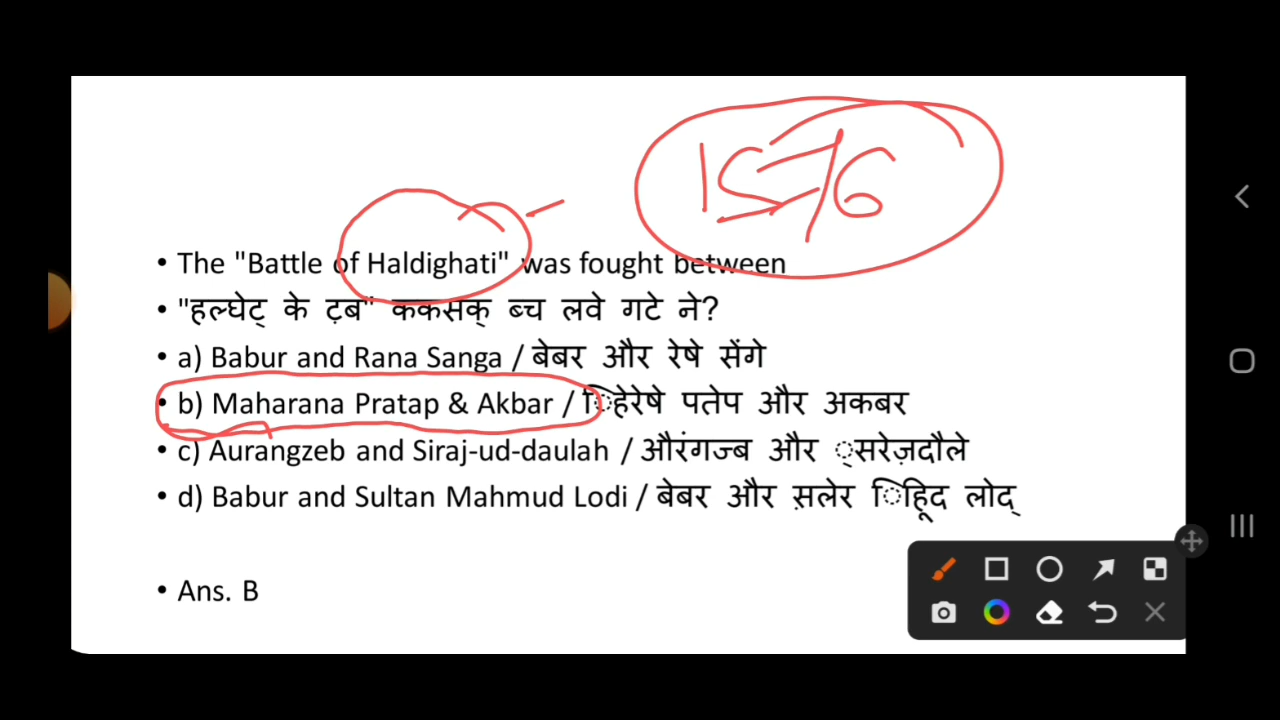 1576
• The "Battle of Haldighati" was fought between
• "हल्घेट् के ट़ब" ककसक् ब्च लवे गटे ने?
• a) Babur and Rana Sanga / बेबर और रेषे सेंगे
• b) Maharana Pratap & Akbar / िहेरेषे पतेप और अकबर
• c) Aurangzeb and Siraj-ud-daulah / औरंगज्ब और ्सरेज़दौले
• d) Babur and Sultan Mahmud Lodi / बेबर और स़लेर िहिूद लोद्
• Ans. B